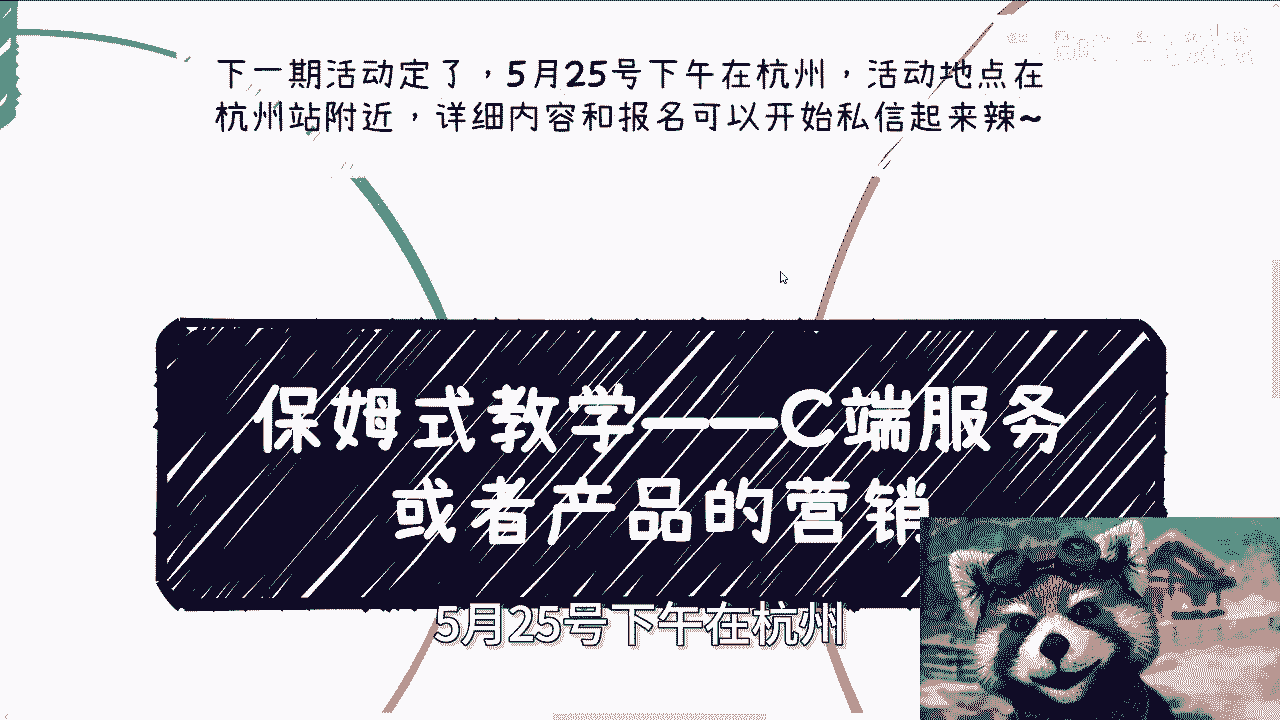 下一期活动定了，5月25号下午在杭州，活动地点在
杭州站附近，详细内容和报名可以开始私信起来辣~
保姆式教学——C端服务
或者产品的营销
5月25号下午在杭州